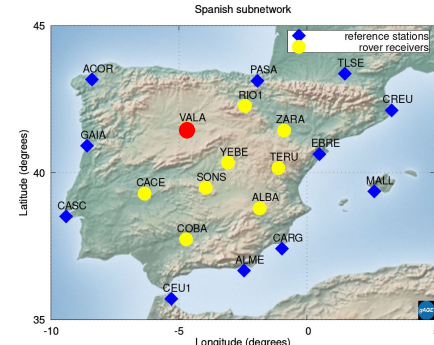 Spanish subnetwork
45
reference stations
rover receivers
ACOR
PASA
TLSE
RIO1
CREU
VALA
ZARA
GAIA
EBRE
YEBE
TERU
Latitude (degrees)
40
CACE
SONS
MALL
ALBA
CASC
COBA
CARG
ALME
CEU1
gAGE
35
-10
-5
0
Longitude (degrees)